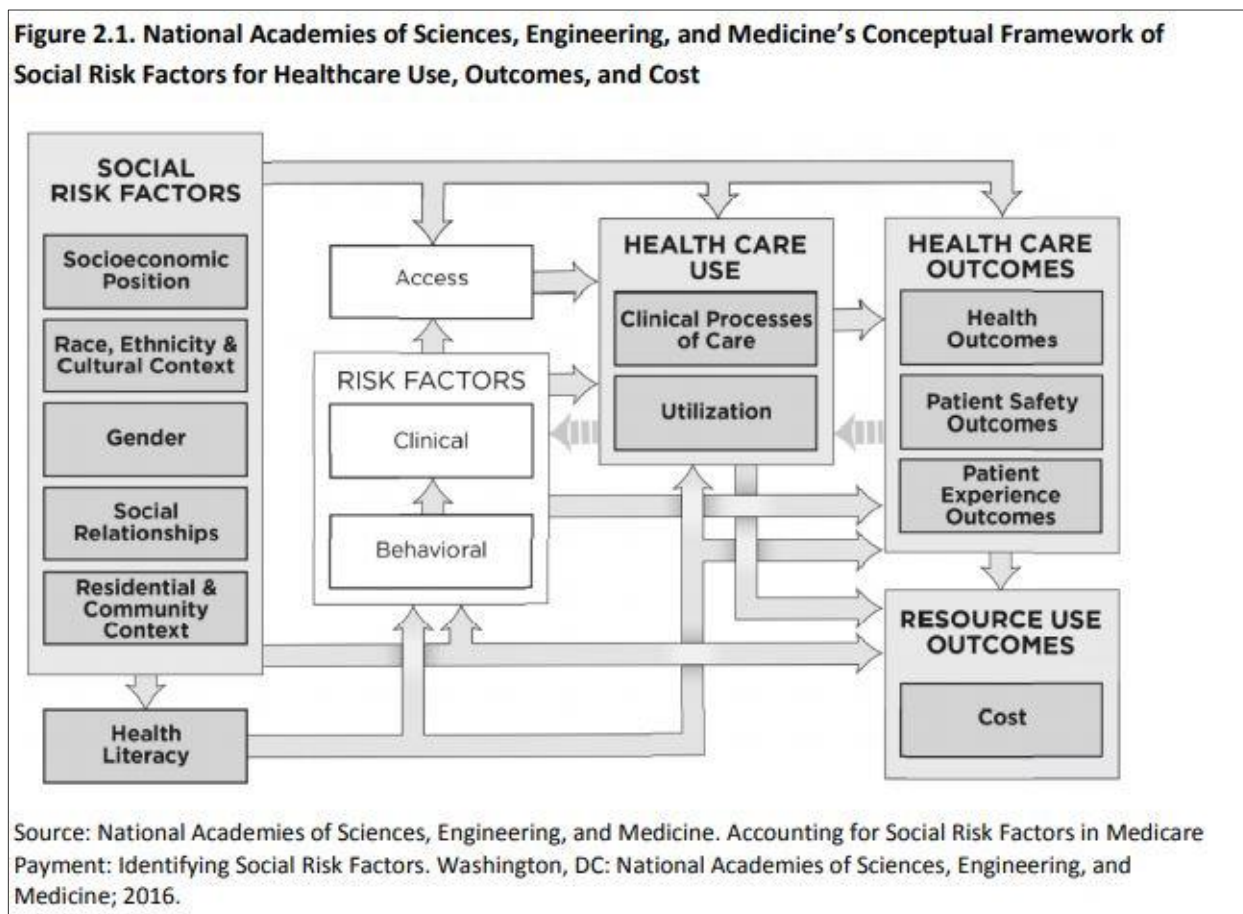 Figure 2.1. National Academies of Sciences, Engineering, and Medicine's Conceptual Framework of
Social Risk Factors for Healthcare Use, Outcomes, and Cost
SOCIAL
RISK FACTORS
Socioeconomic
Position
Race, Ethnicity &
Cultural Context
Gender
Social
Relationships
Residential &
Community
Context
Health
Literacy
Access
RISK FACTORS
Clinical
Behavioral
HEALTH CARE
USE
Clinical Processes
of Care
Utilization
HEALTH CARE
OUTCOMES
Health
Outcomes
Patient Safety
Outcomes
Patient
Experience
Outcomes
RESOURCE USE
OUTCOMES
Cost
Source: National Academies of Sciences, Engineering, and Medicine. Accounting for Social Risk Factors in Medicare
Payment: Identifying Social Risk Factors. Washington, DC: National Academies of Sciences, Engineering, and
Medicine; 2016.